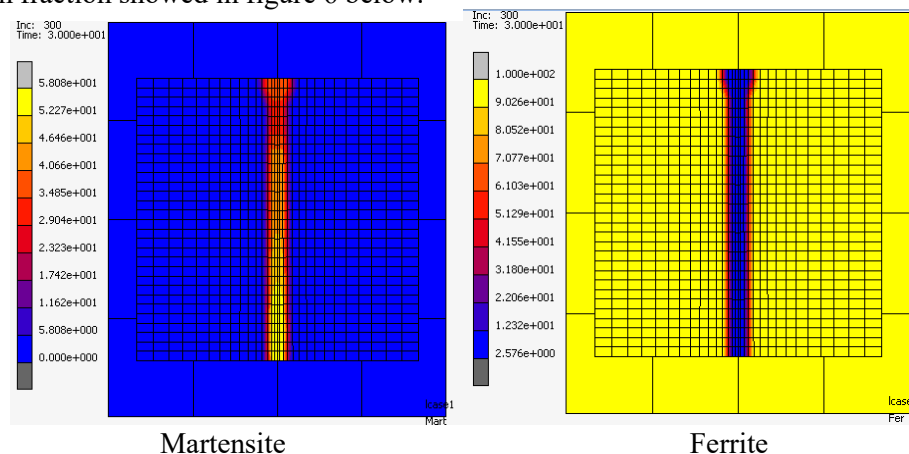 fraction showed in figure 6 below.
Inc: 300
Time: 3.000e+001
5.808e+001
5.227e+001
4.646e+001
4.066e+001
3.485e+001
2.904e+001
2.323e+001
1.742e+001
1.162e+001
5.808e+000
0.000e+000
lcase1
Mart
Inc: 300
Time: 3.000e+001
1.000e+002
9.026e+001
8.052e+001
7.077e+001
6.103e+001
5.129e+001
4.155e+001
3.180e+001
2.206e+001
1.232e+001
2.576e+000
lcase
Fer
Martensite
Ferrite